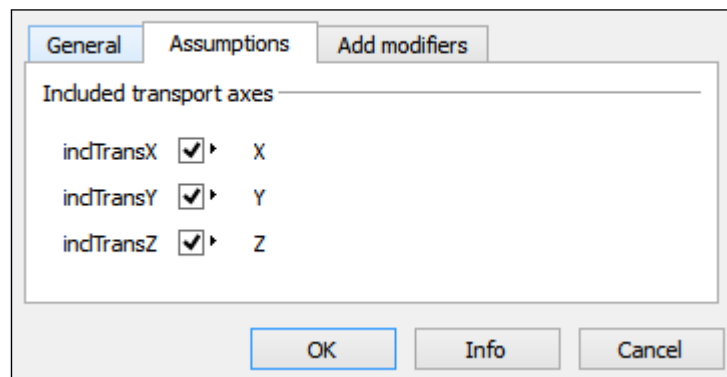 General Assumptions Add modifiers
Included transport axes
inclTransX X
inclTransY Y
inclTransZ Z
OK Info Cancel